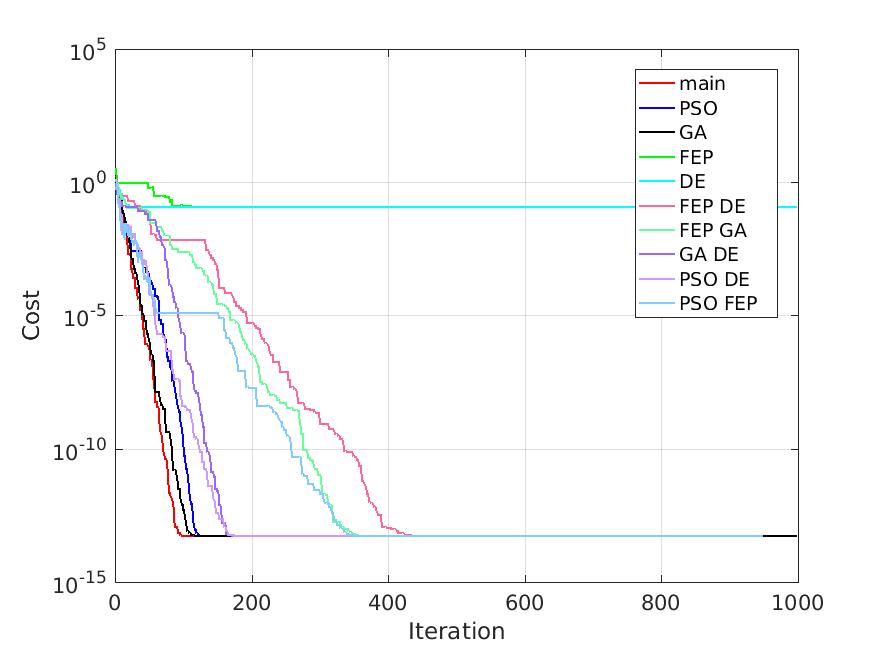 10^5
10^0
10^-5
10^-10
10^-15
Cost
0
200
400
600
800
1000
Iteration
main
PSO
GA
FEP
DE
FEP DE
FEP GA
GA DE
PSO DE
PSO FEP